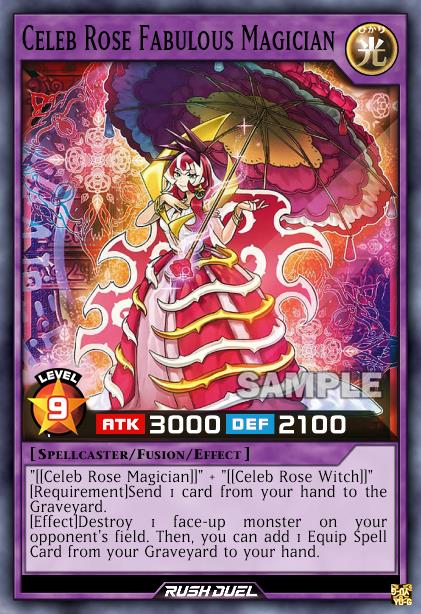 CELEB ROSE FABULOUS MAGICIAN
ひかり
光
SAMPLE
LEVEL
9
ATK 3000 DEF 2100
[SPELLCASTER/FUSION/EFFECT]
"[[Celeb Rose Magician]]" + "[[Celeb Rose Witch]]"
[Requirement]Send 1 card from your hand to the
Graveyard.
[Effect]Destroy 1 face-up monster on your
opponent's field. Then, you can add 1 Equip Spell
Card from your Graveyard to your hand.
RUSH DUEL